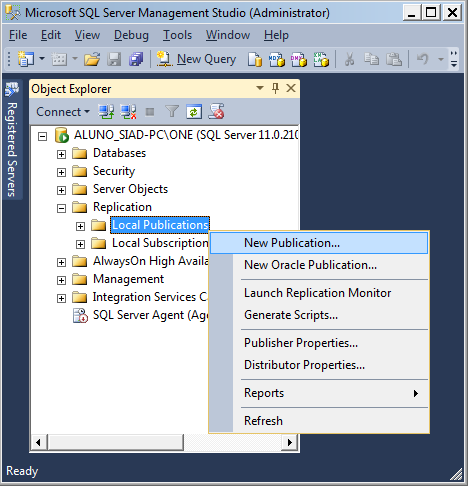 Microsoft SQL Server Management Studio (Administrator)
File Edit View Debug Tools Window Help
New Query
Registered Servers
Object Explorer
Connect
ALUNO_SIAD-PC\ONE (SQL Server 11.0.210
Databases
Security
Server Objects
Replication
Local Publications
Local Subscription
AlwaysOn High Availa
Management
Integration Services Ca
SQL Server Agent (Age
New Publication...
New Oracle Publication...
Launch Replication Monitor
Generate Scripts...
Publisher Properties...
Distributor Properties...
Reports
Refresh
Ready